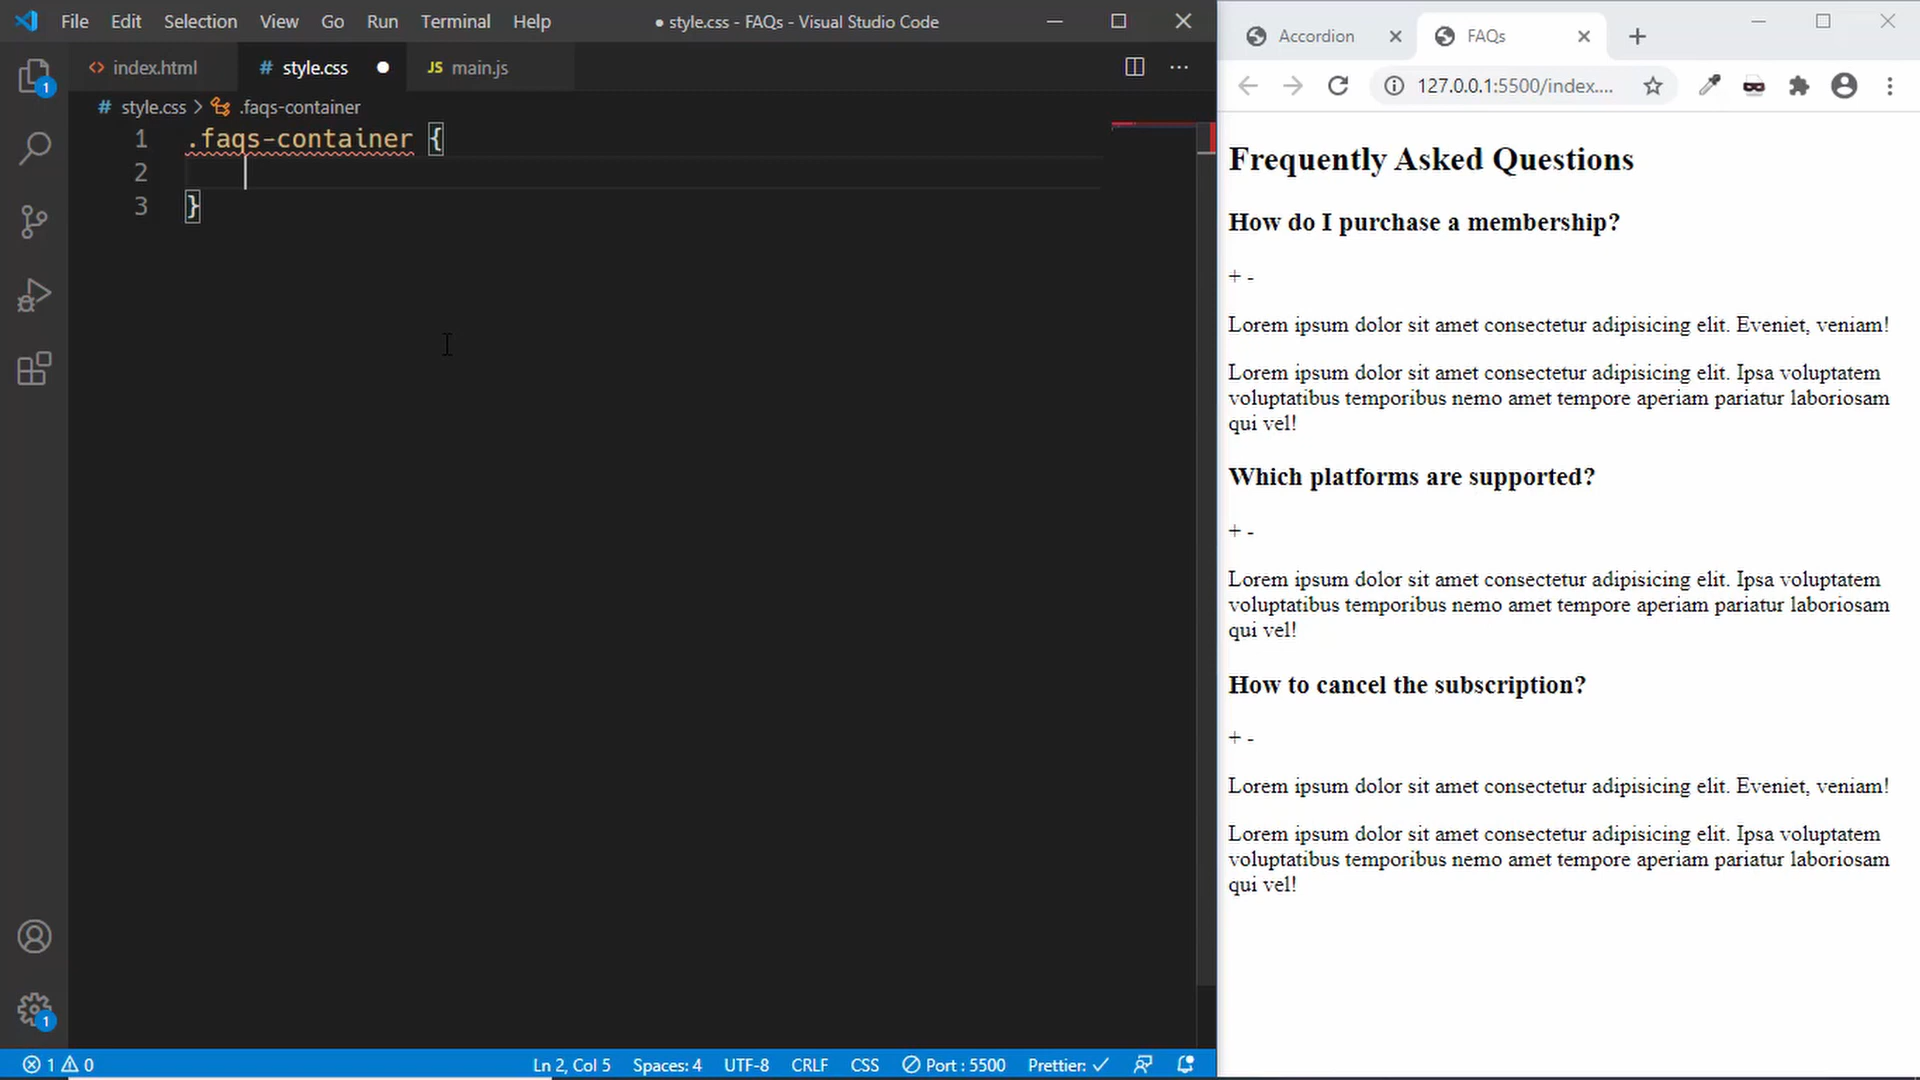 File Edit Selection View Go Run Terminal Help ● style.css - FAQs - Visual Studio Code
<> index.html # style.css ● JS main.js ···
# style.css > .faqs-container
1 .faqs-container {
2
3 }
1
1
⊗ 1 ⚠ 0 Ln 2, Col 5 Spaces: 4 UTF-8 CRLF CSS Port : 5500 Prettier: ✓
Accordion FAQs
127.0.0.1:5500/index....
Frequently Asked Questions
How do I purchase a membership?
+ -
Lorem ipsum dolor sit amet consectetur adipisicing elit. Eveniet, veniam!
Lorem ipsum dolor sit amet consectetur adipisicing elit. Ipsa voluptatem
voluptatibus temporibus nemo amet tempore aperiam pariatur laboriosam
qui vel!
Which platforms are supported?
+ -
Lorem ipsum dolor sit amet consectetur adipisicing elit. Ipsa voluptatem
voluptatibus temporibus nemo amet tempore aperiam pariatur laboriosam
qui vel!
How to cancel the subscription?
+ -
Lorem ipsum dolor sit amet consectetur adipisicing elit. Eveniet, veniam!
Lorem ipsum dolor sit amet consectetur adipisicing elit. Ipsa voluptatem
voluptatibus temporibus nemo amet tempore aperiam pariatur laboriosam
qui vel!